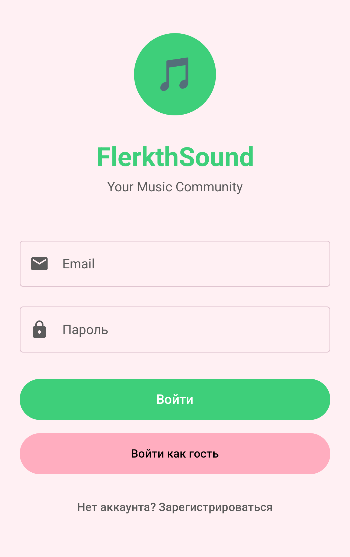 FlerkthSound
Your Music Community
Email
Пароль
Войти
Войти как гость
Нет аккаунта? Зарегистрироваться